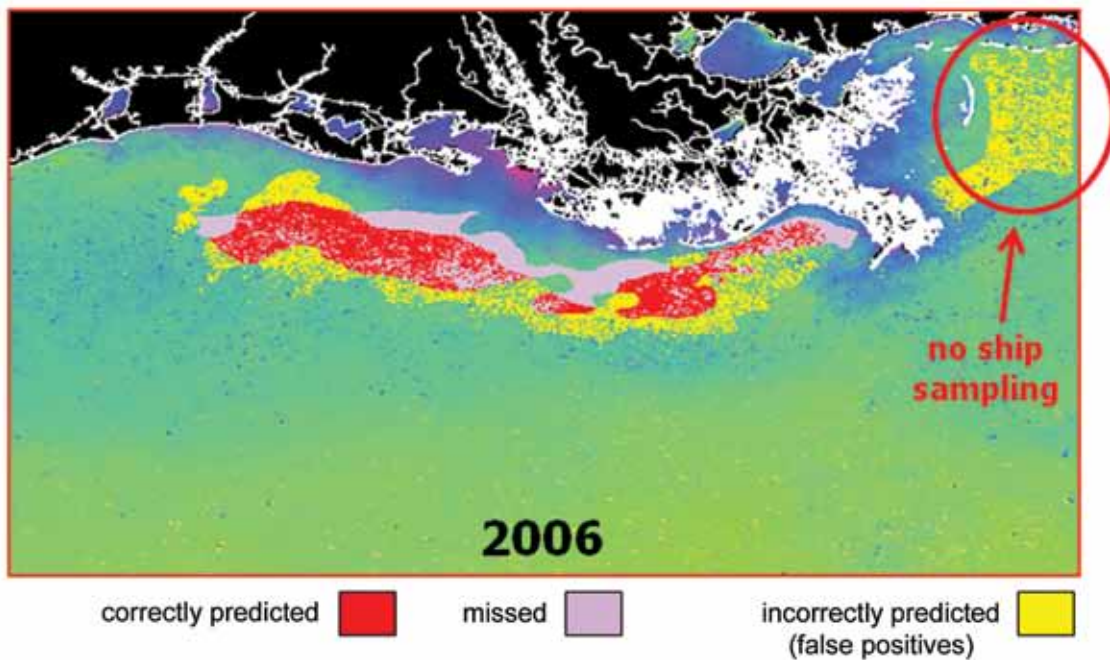 no ship
sampling
2006
correctly predicted
missed
incorrectly predicted
(false positives)